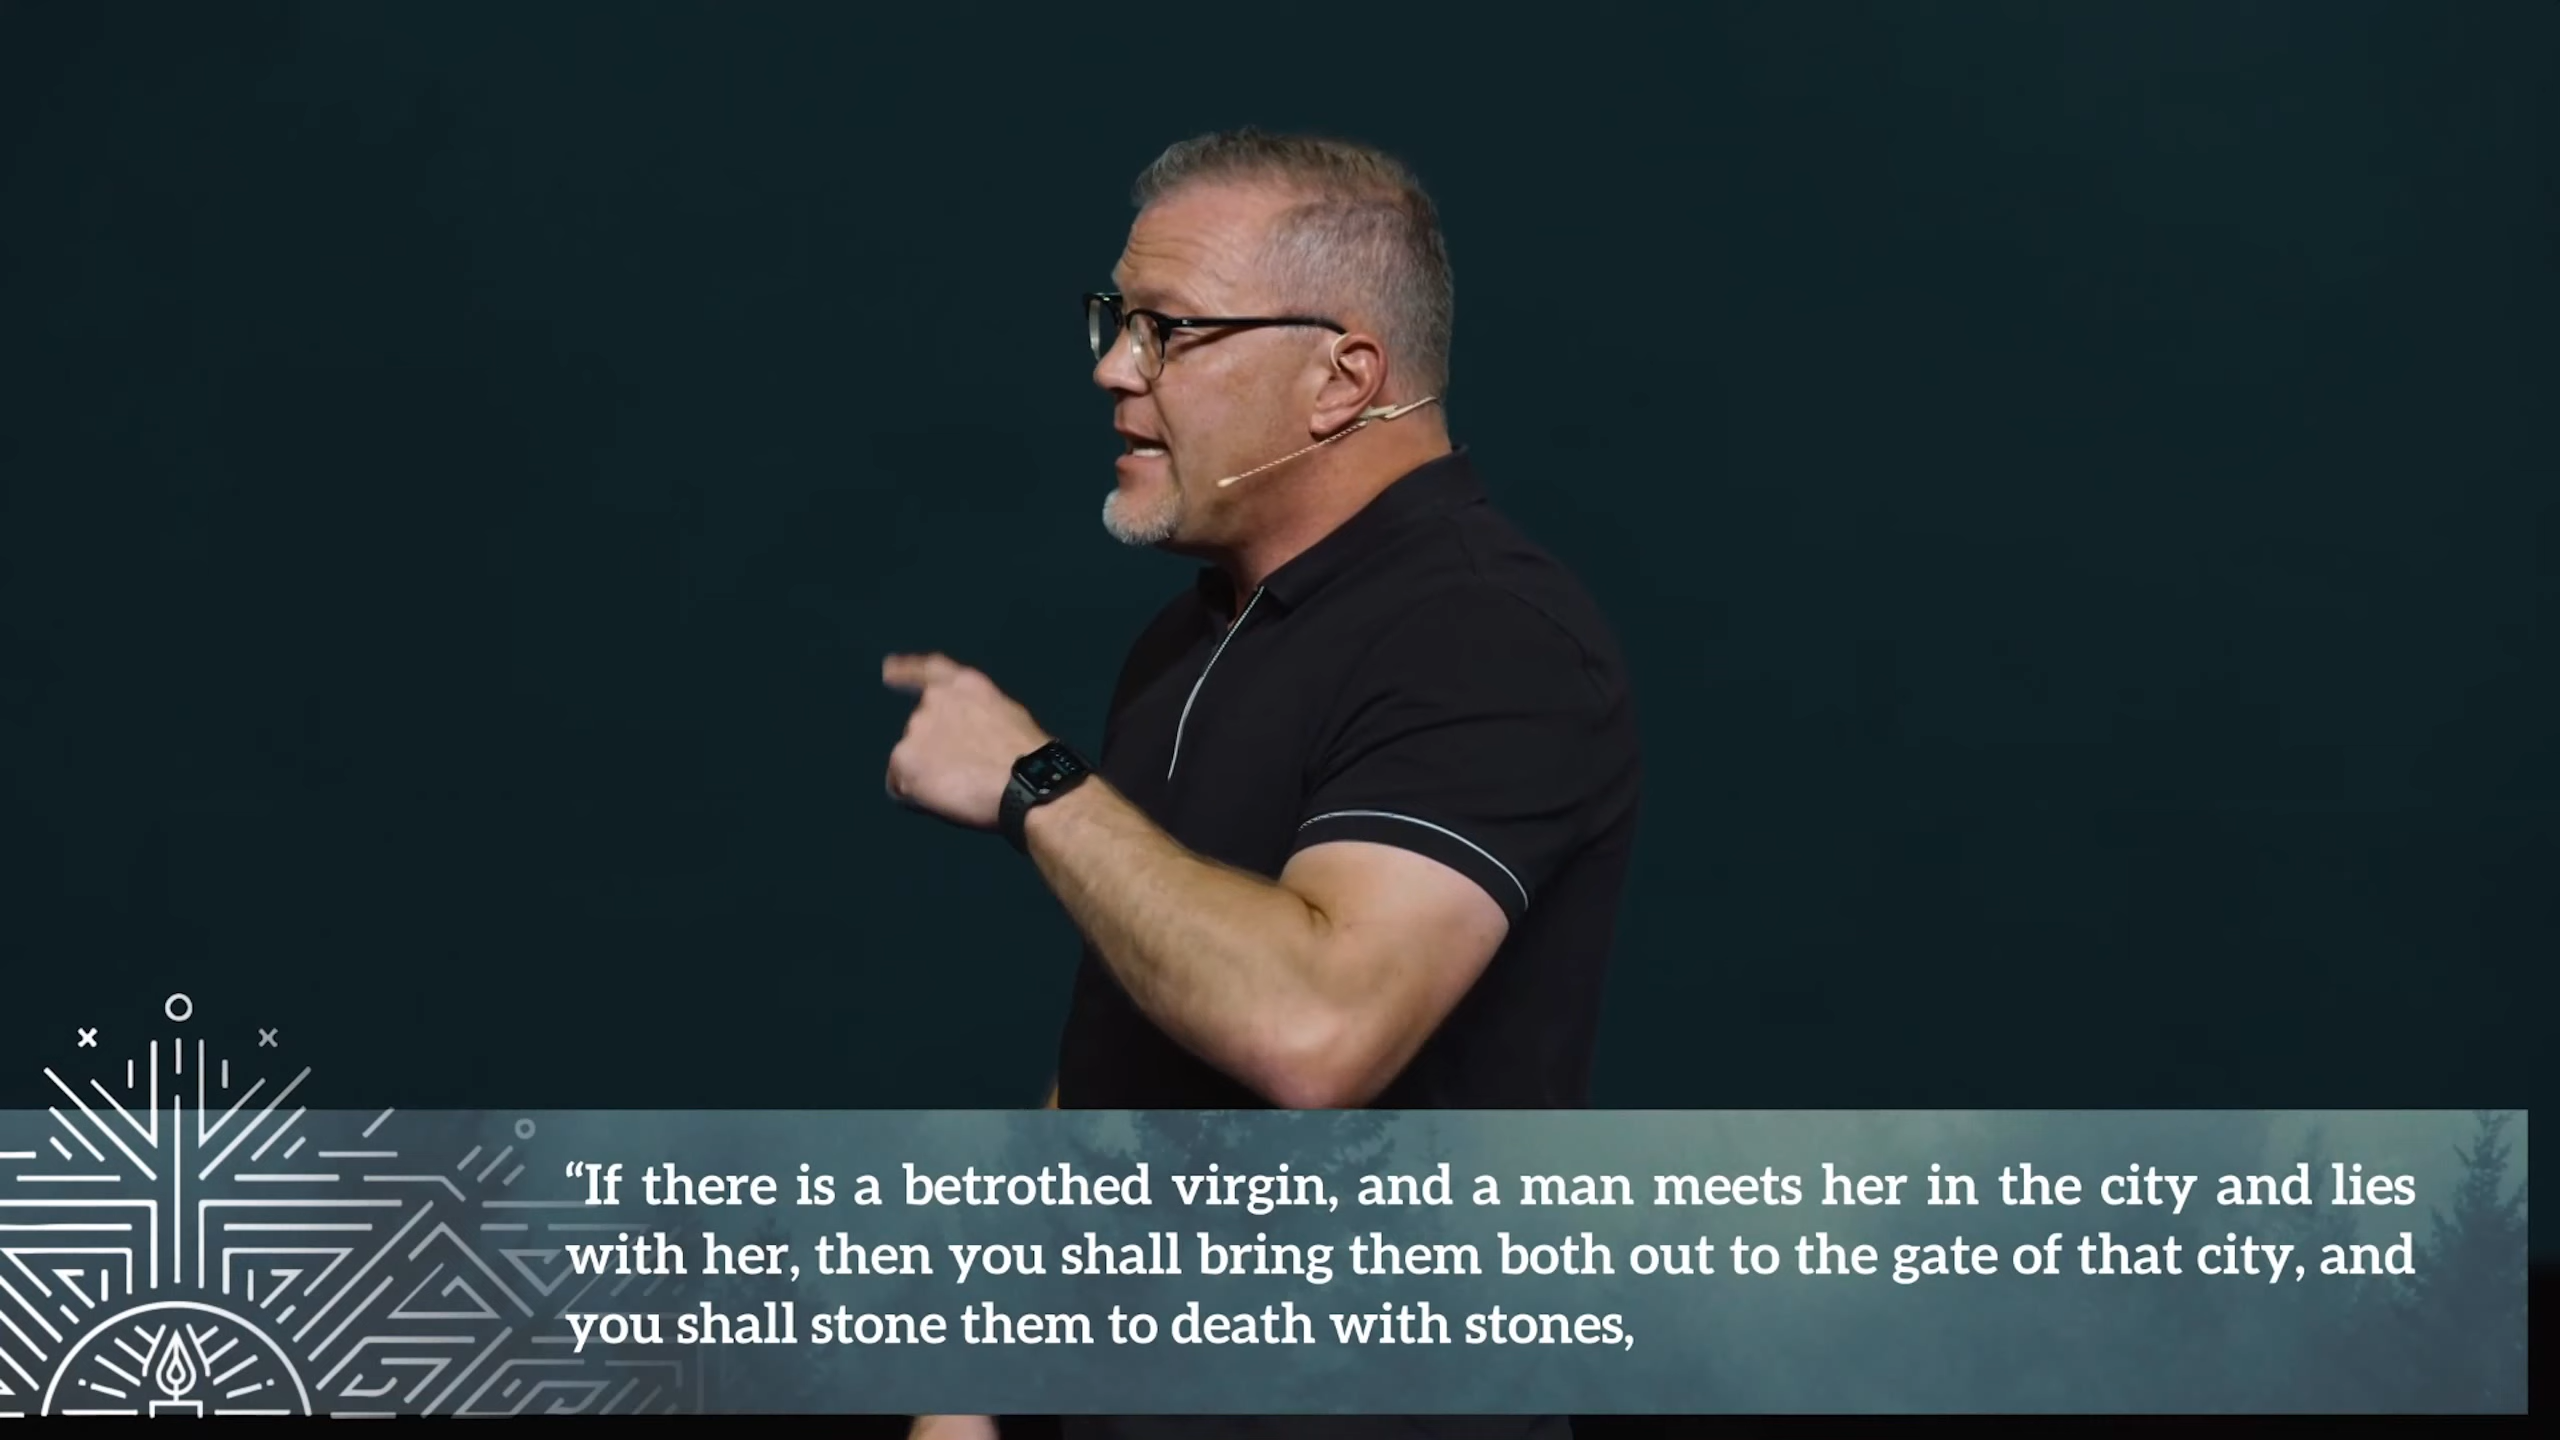 “If there is a betrothed virgin, and a man meets her in the city and lies
with her, then you shall bring them both out to the gate of that city, and
you shall stone them to death with stones,